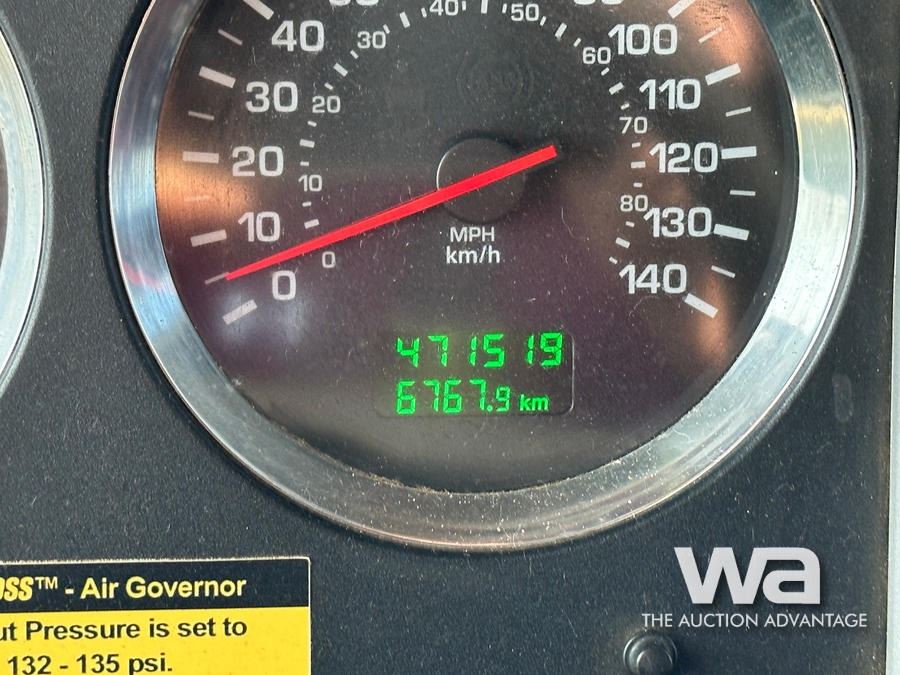 40
100
30
110
20
120
10
130
0
140
40
50
30
60
20
70
10
80
0
MPH
km/h
471519
6767.9 km
OSS™ - Air Governor
ut Pressure is set to
132 - 135 psi.
wa
THE AUCTION ADVANTAGE